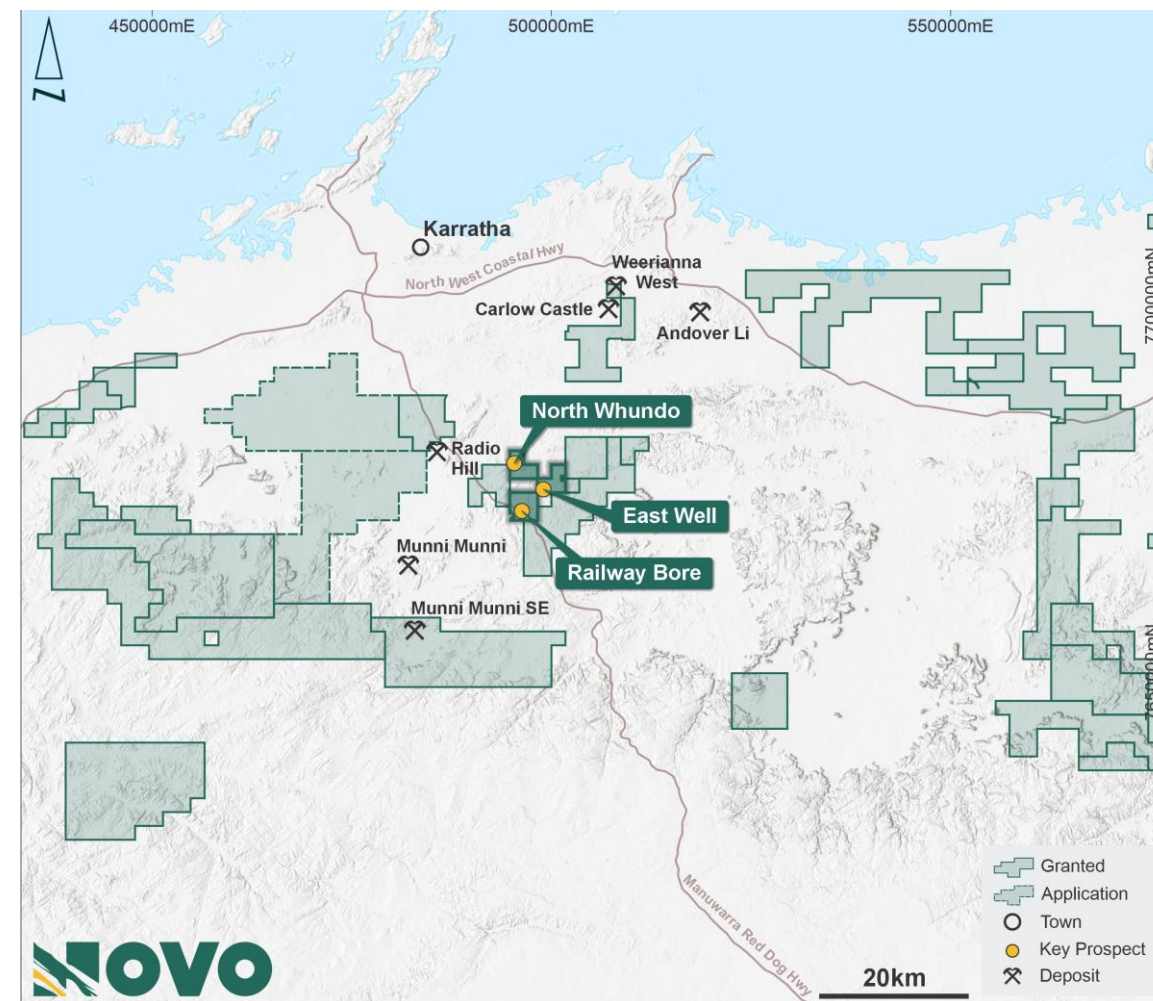 450000mE
500000mE
550000mE
N
Karratha
North West Coastal Hwy
Weerianna
West
7700000mN
Carlow Castle
Andover Li
North Whundo
Radio
Hill
East Well
Munni Munni
Railway Bore
Munni Munni SE
7650000mN
Manuwarra Red Dog Hwy
Granted
Application
Town
Key Prospect
Deposit
NOVO
20km